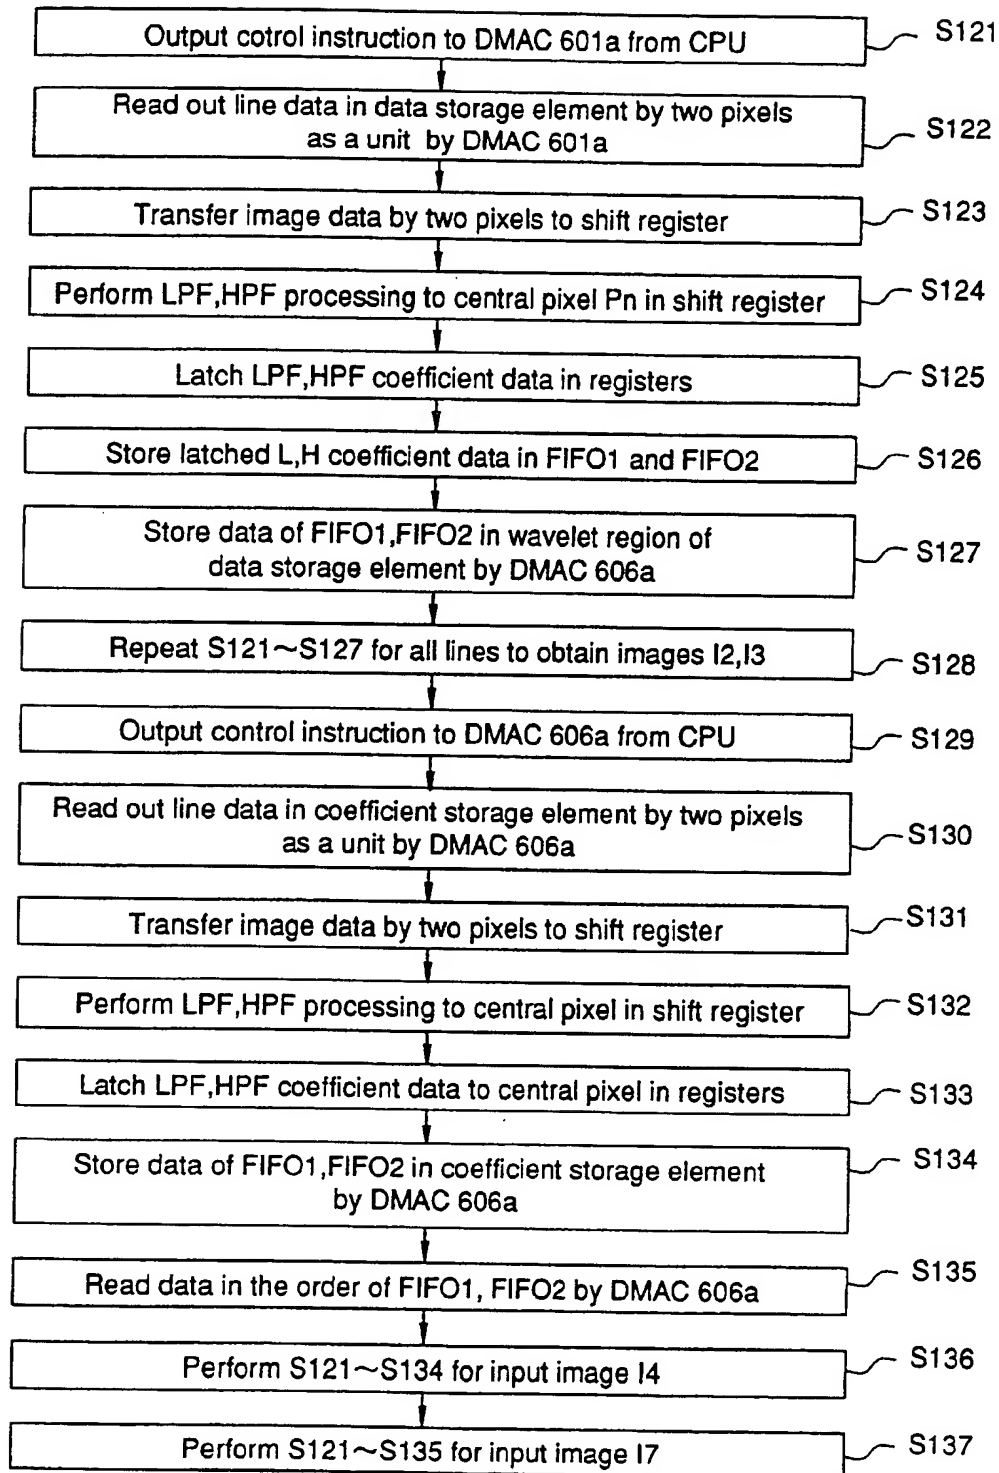 Output cotrol instruction to DMAC 601a from CPU
S121
Read out line data in data storage element by two pixels
as a unit by DMAC 601a
S122
Transfer image data by two pixels to shift register
S123
Perform LPF,HPF processing to central pixel Pn in shift register
S124
Latch LPF,HPF coefficient data in registers
S125
Store latched L,H coefficient data in FIFO1 and FIFO2
S126
Store data of FIFO1,FIFO2 in wavelet region of
data storage element by DMAC 606a
S127
Repeat S121~S127 for all lines to obtain images I2,I3
S128
Output control instruction to DMAC 606a from CPU
S129
Read out line data in coefficient storage element by two pixels
as a unit by DMAC 606a
S130
Transfer image data by two pixels to shift register
S131
Perform LPF,HPF processing to central pixel in shift register
S132
Latch LPF,HPF coefficient data to central pixel in registers
S133
Store data of FIFO1,FIFO2 in coefficient storage element
by DMAC 606a
S134
Read data in the order of FIFO1, FIFO2 by DMAC 606a
S135
Perform S121~S134 for input image I4
S136
Perform S121~S135 for input image I7
S137